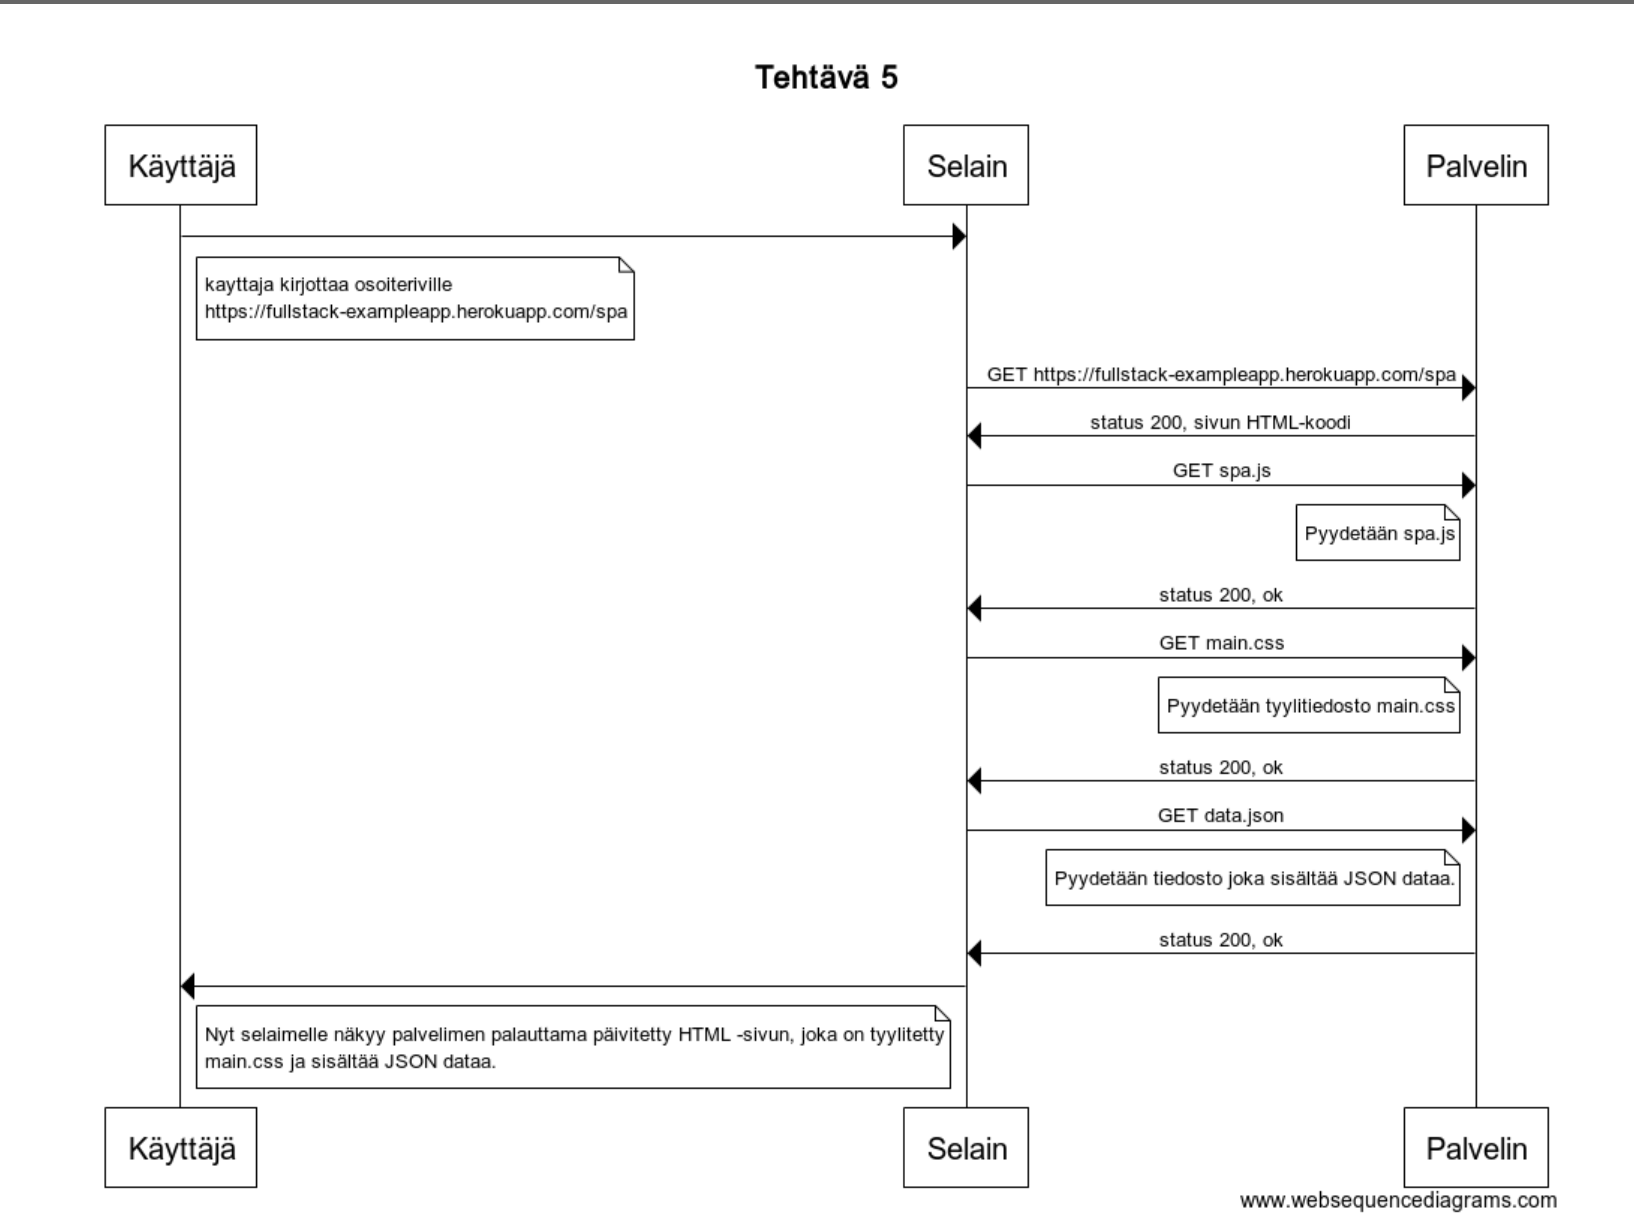 Tehtävä 5
Käyttäjä
Selain
Palvelin
kayttaja kirjottaa osoiteriville
https://fullstack-exampleapp.herokuapp.com/spa
GET https://fullstack-exampleapp.herokuapp.com/spa
status 200, sivun HTML-koodi
GET spa.js
Pyydetään spa.js
status 200, ok
GET main.css
Pyydetään tyylitiedosto main.css
status 200, ok
GET data.json
Pyydetään tiedosto joka sisältää JSON dataa.
status 200, ok
Nyt selaimelle näkyy palvelimen palauttama päivitetty HTML -sivun, joka on tyylitetty
main.css ja sisältää JSON dataa.
Käyttäjä
Selain
Palvelin
www.websequencediagrams.com